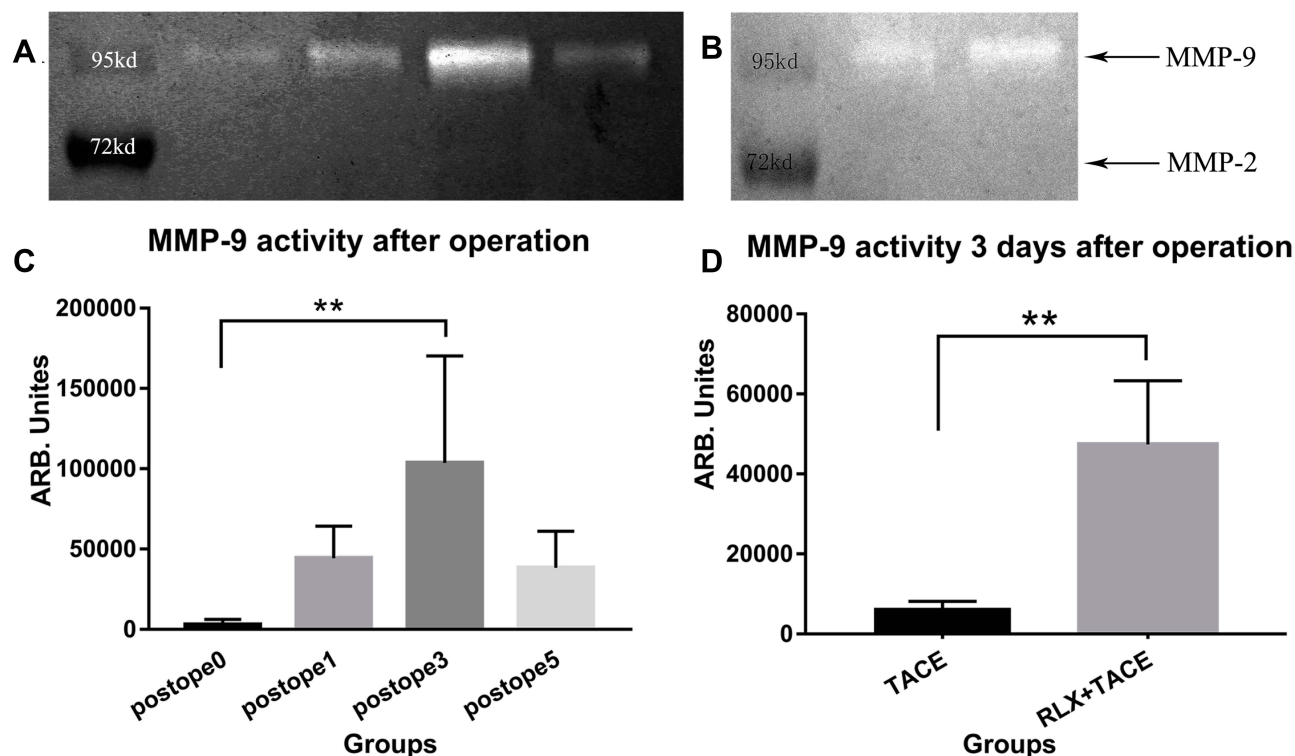 A
95kd
72kd
B
95kd
72kd
MMP-9
MMP-2
C
MMP-9 activity after operation
ARB. Unites
200000
150000
100000
50000
0
**
postope0
postope1
postope3
postope5
Groups
D
MMP-9 activity 3 days after operation
ARB. Unites
80000
60000
40000
20000
0
**
TACE
RLX+TACE
Groups